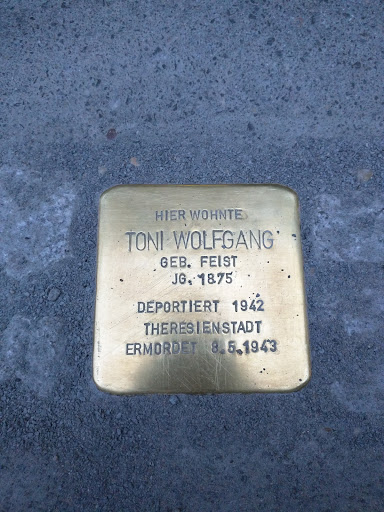 HIER WOHNTE
TONI WOLFGANG
GEB. FEIST
JG. 1875
DEPORTIERT 1942
THERESIENSTADT
ERMORDET 8.5.1943